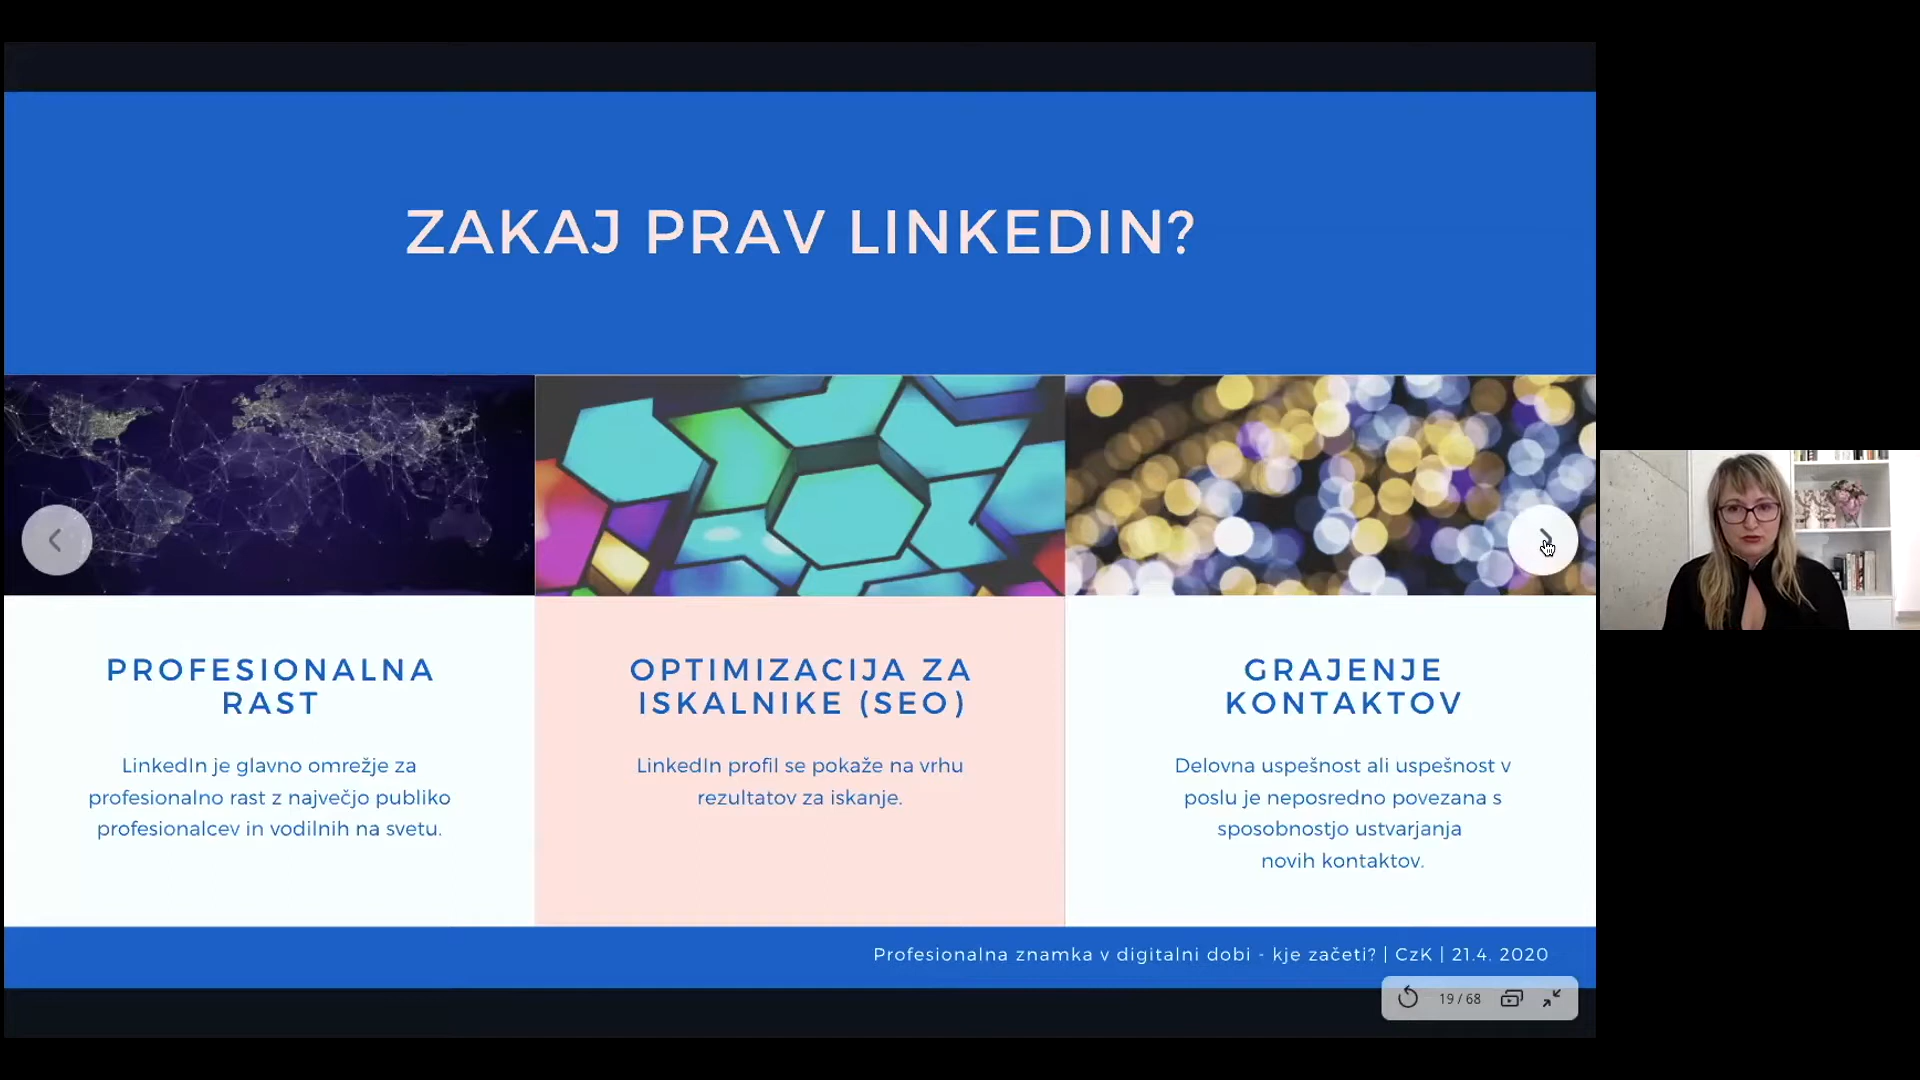 ZAKAJ PRAV LINKEDIN?
PROFESIONALNA
RAST
LinkedIn je glavno omrežje za
profesionalno rast z največjo publiko
profesionalcev in vodilnih na svetu.
OPTIMIZACIJA ZA
ISKALNIKE (SEO)
LinkedIn profil se pokaže na vrhu
rezultatov za iskanje.
GRAJENJE
KONTAKTOV
Delovna uspešnost ali uspešnost v
poslu je neposredno povezana s
sposobnostjo ustvarjanja
novih kontaktov.
Profesionalna znamka v digitalni dobi - kje začeti? | CzK | 21.4. 2020
19 / 68